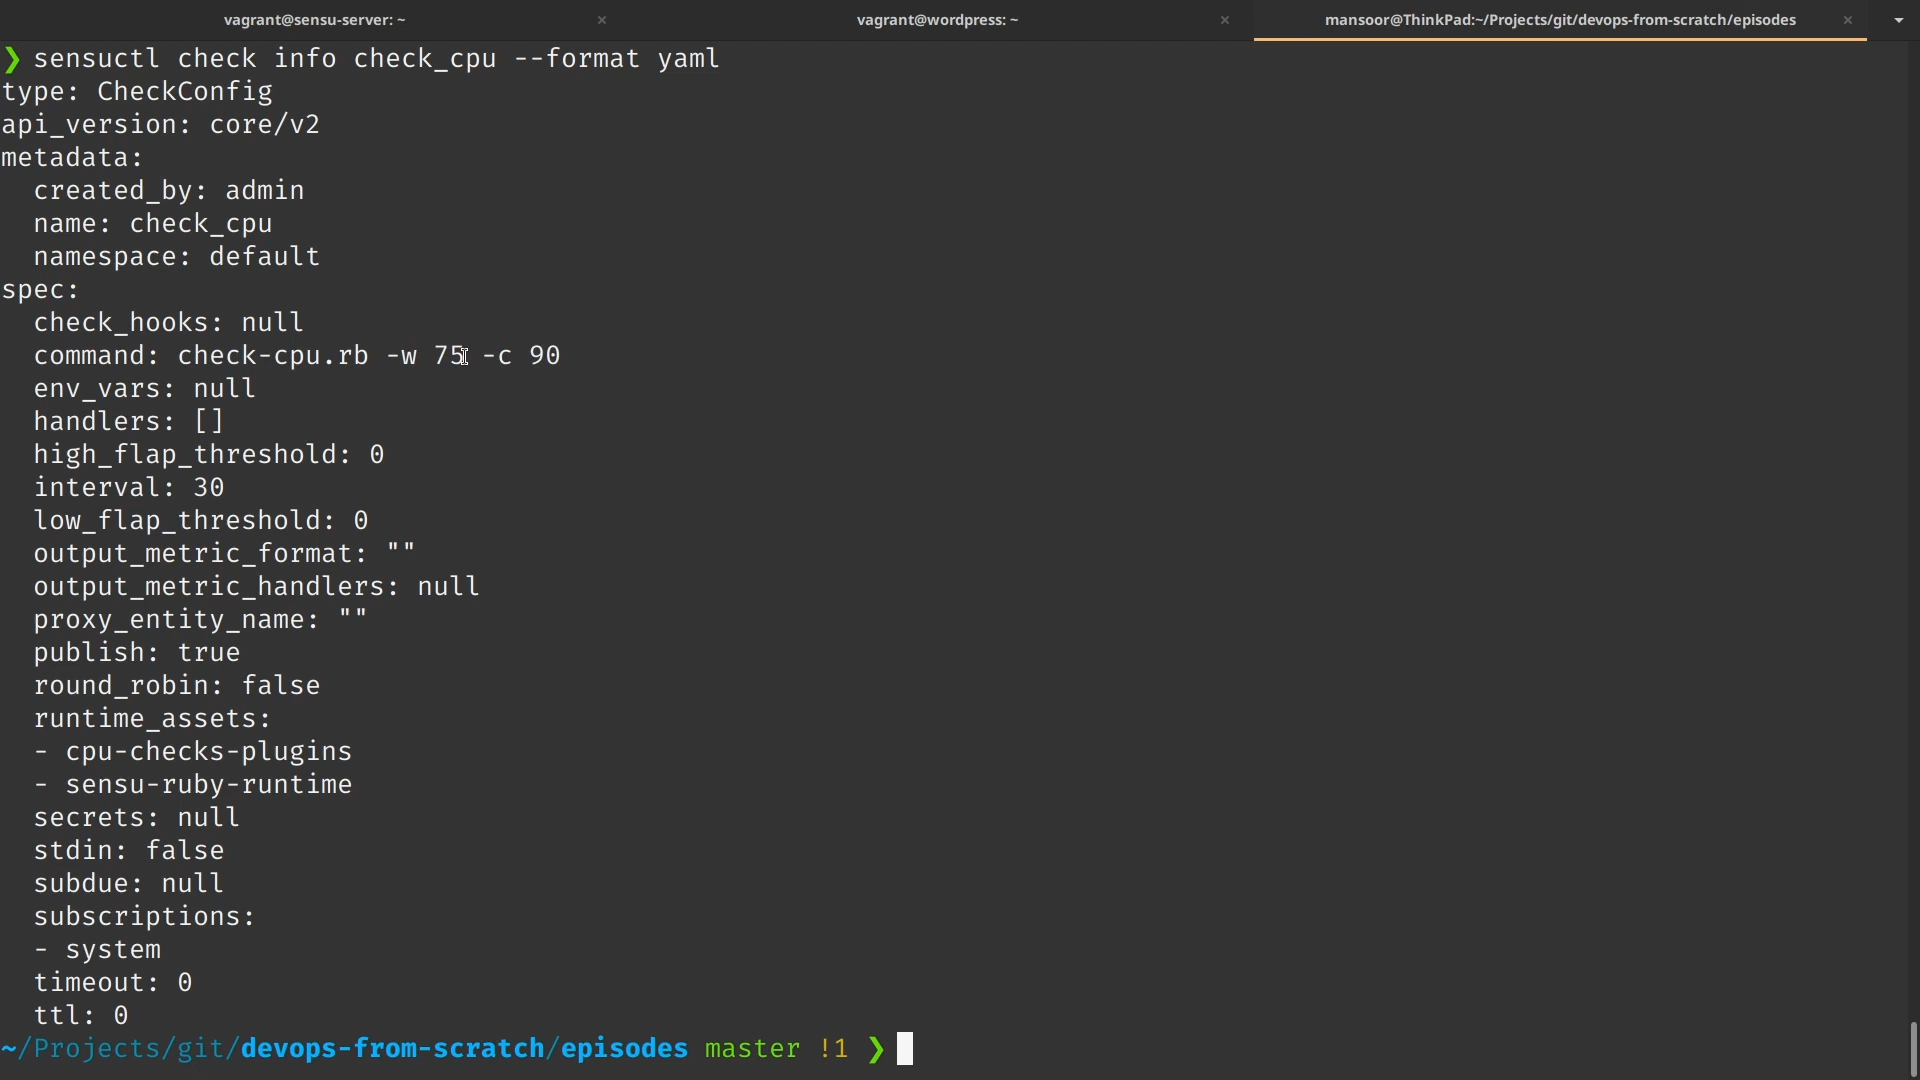 vagrant@sensu-server: ~ × vagrant@wordpress: ~ × mansoor@ThinkPad:~/Projects/git/devops-from-scratch/episodes ×
❯ sensuctl check info check_cpu --format yaml
type: CheckConfig
api_version: core/v2
metadata:
  created_by: admin
  name: check_cpu
  namespace: default
spec:
  check_hooks: null
  command: check-cpu.rb -w 75 -c 90
  env_vars: null
  handlers: []
  high_flap_threshold: 0
  interval: 30
  low_flap_threshold: 0
  output_metric_format: ""
  output_metric_handlers: null
  proxy_entity_name: ""
  publish: true
  round_robin: false
  runtime_assets:
  - cpu-checks-plugins
  - sensu-ruby-runtime
  secrets: null
  stdin: false
  subdue: null
  subscriptions:
  - system
  timeout: 0
  ttl: 0
~/Projects/git/devops-from-scratch/episodes master !1 ❯